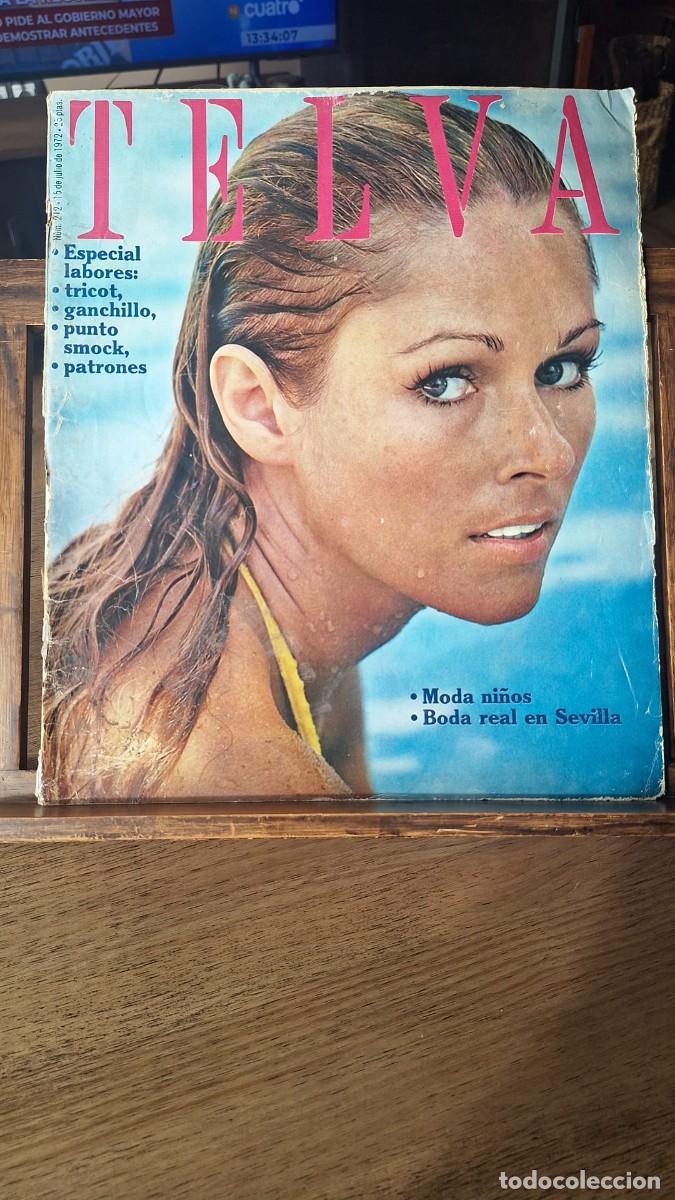 PIDE AL GOBIERNO MAYOR
DEMOSTRAR ANTECEDENTES
cuatro
13:34:07
TELVA
Núm. 212 • 15 de julio de 1972 • 25 ptas.
• Especial
labores:
• tricot,
• ganchillo,
• punto
smock,
• patrones
• Moda niños
• Boda real en Sevilla
todocoleccion